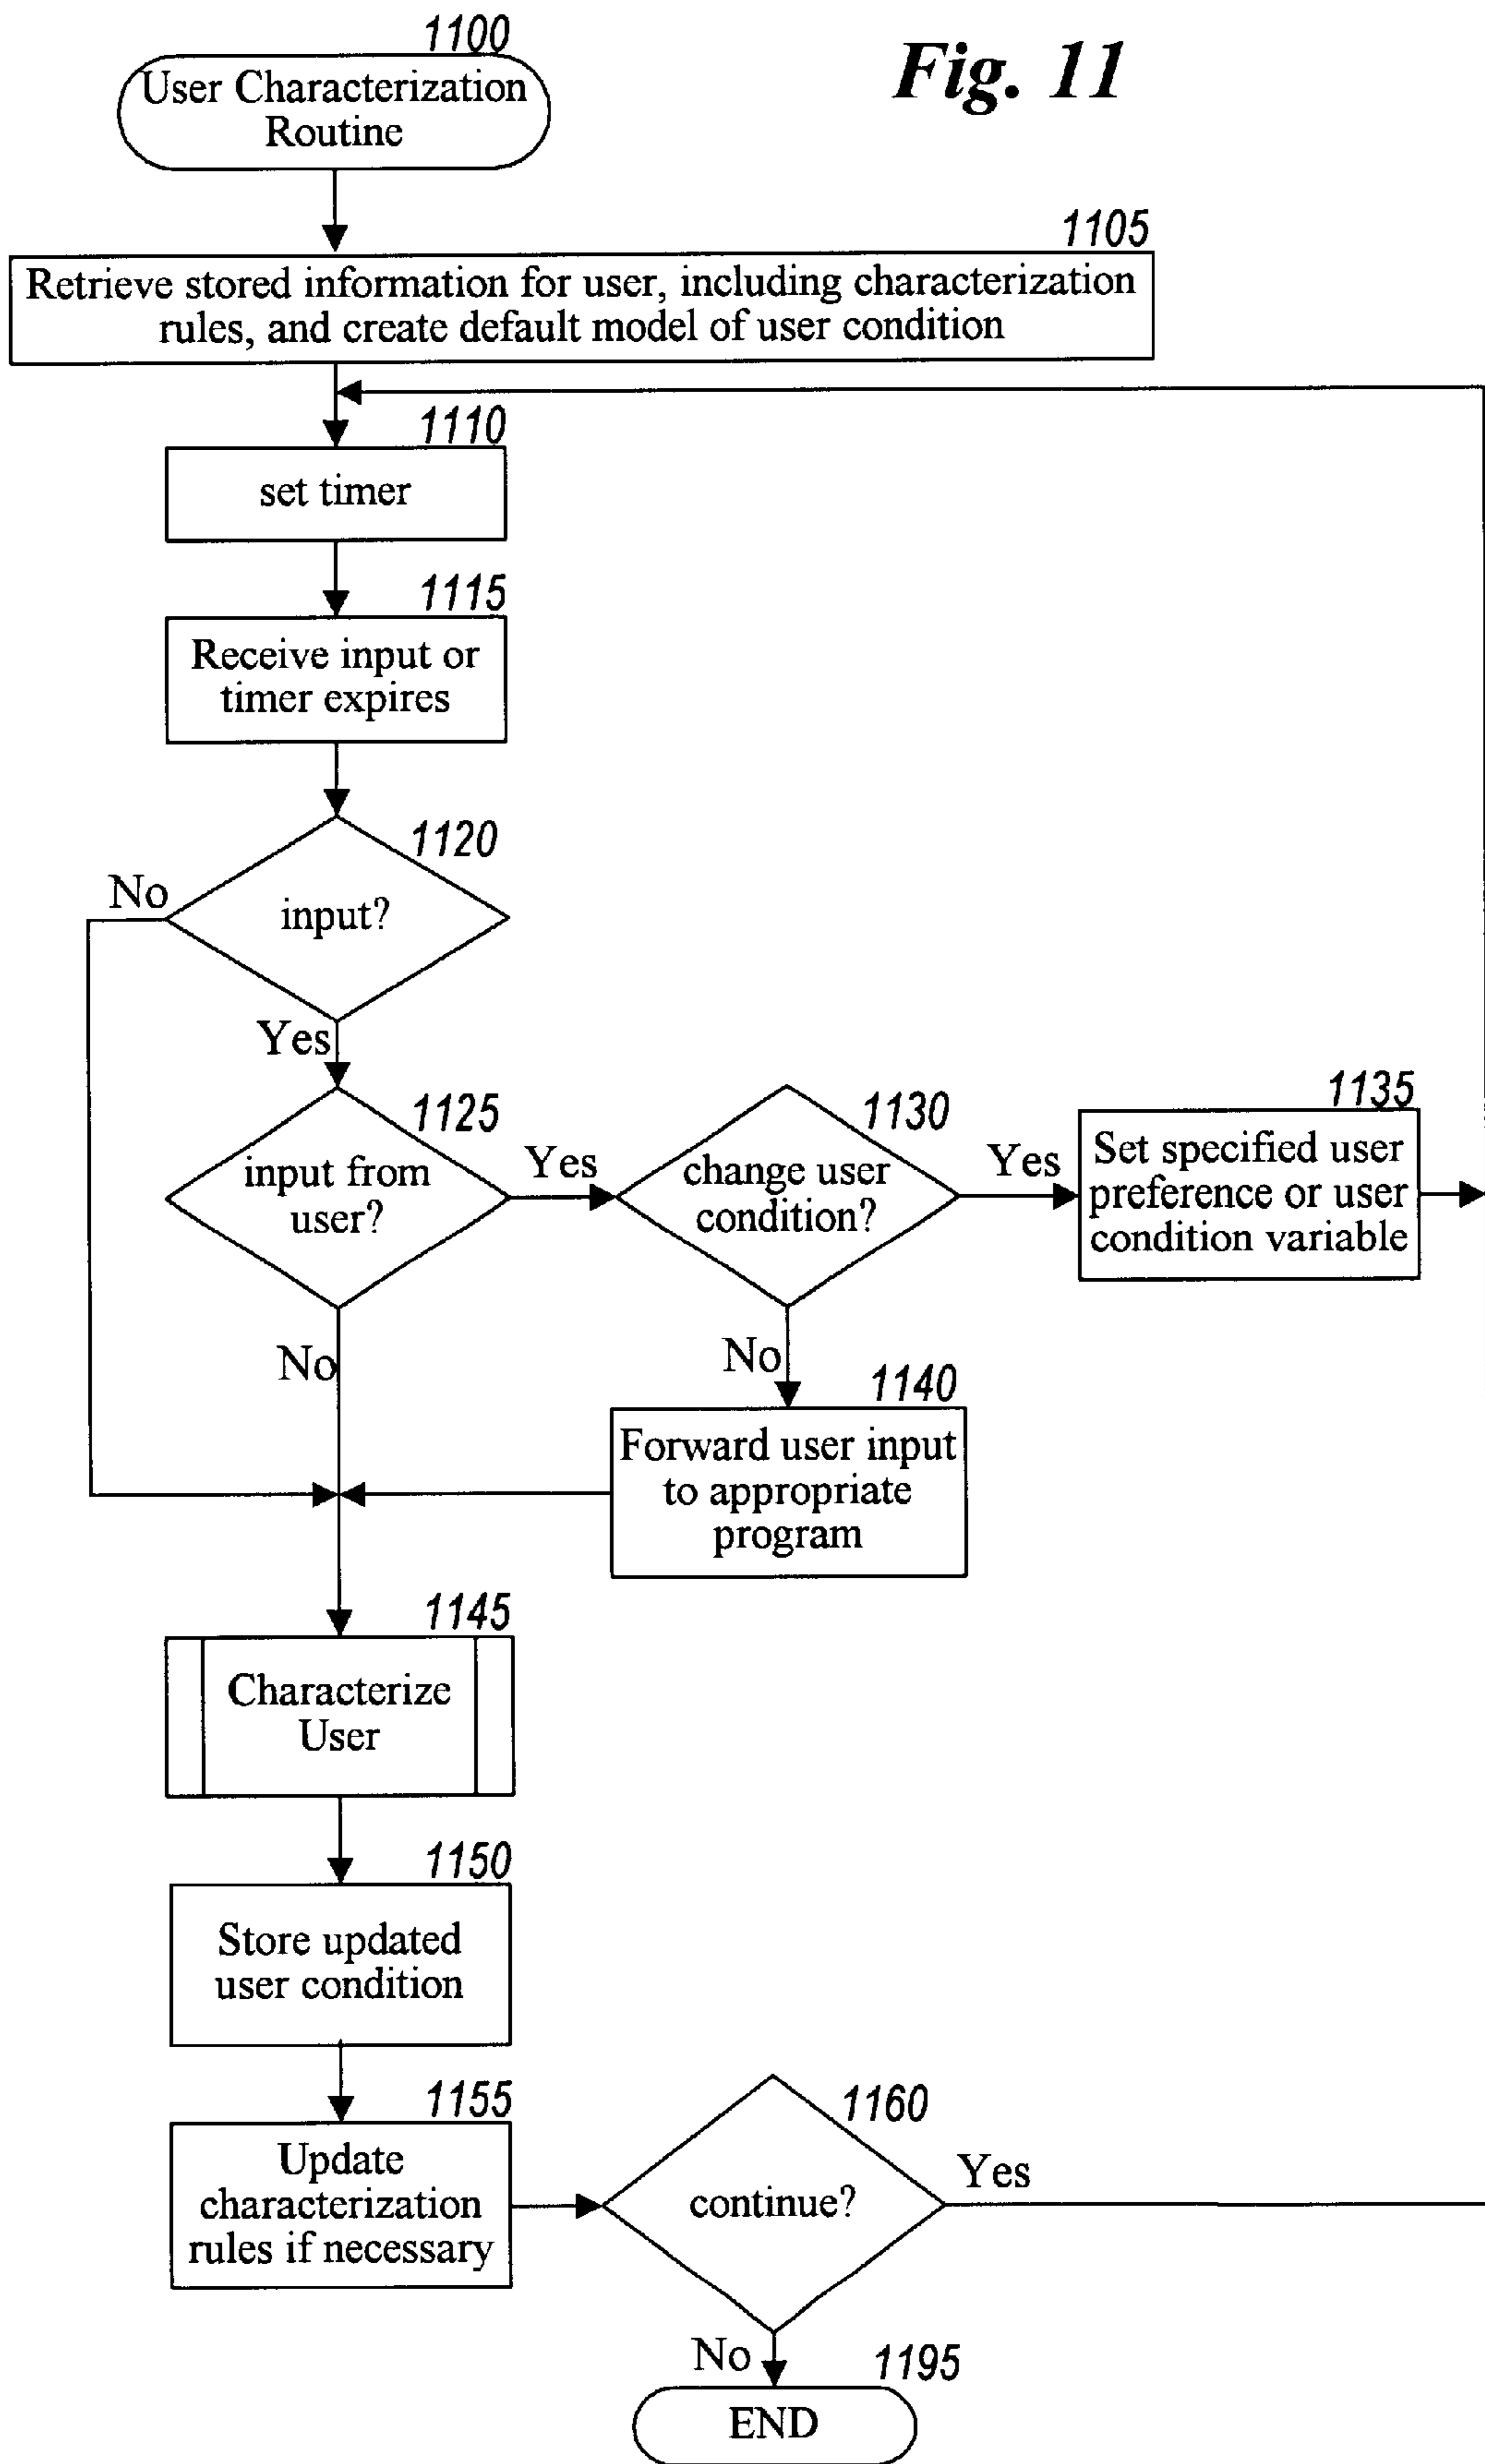 1100
Fig. 11
User Characterization
Routine
1105
Retrieve stored information for user, including characterization
rules, and create default model of user condition
1110
set timer
1115
Receive input or
timer expires
1120
No
input?
Yes
1125
input from
user?
Yes
1130
change user
condition?
Yes
1135
Set specified user
preference or user
condition variable
No
No
1140
Forward user input
to appropriate
program
1145
Characterize
User
1150
Store updated
user condition
1155
Update
characterization
rules if necessary
1160
continue?
Yes
No
1195
END